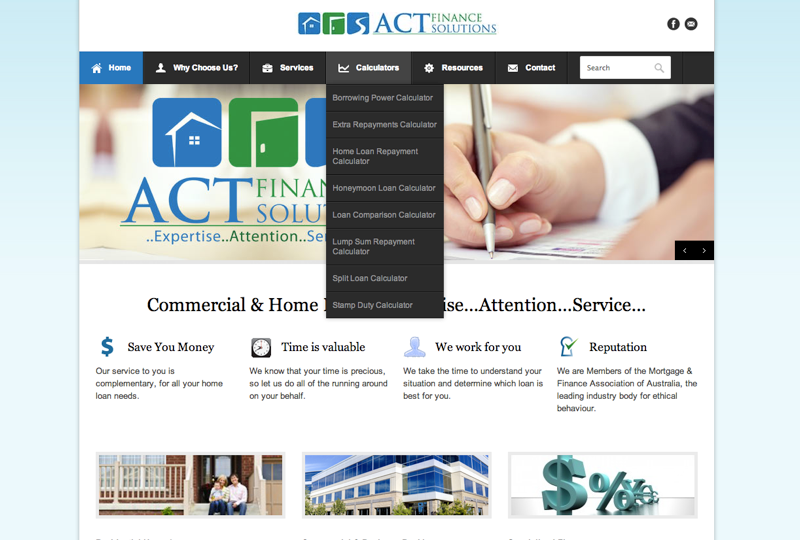 ACT FINANCE
SOLUTIONS
Home
Why Choose Us?
Services
Calculators
Resources
Contact
Search
Borrowing Power Calculator
Extra Repayments Calculator
Home Loan Repayment
Calculator
Honeymoon Loan Calculator
Loan Comparison Calculator
Lump Sum Repayment
Calculator
Split Loan Calculator
Stamp Duty Calculator
ACT FINAN
SOLU
..Expertise..Attention..Ser
Commercial & Home ise...Attention...Service...
Save You Money
Our service to you is
complementary, for all your home
loan needs.
Time is valuable
We know that your time is precious,
so let us do all of the running around
on your behalf.
We work for you
We take the time to understand your
situation and determine which loan is
best for you.
Reputation
We are Members of the Mortgage &
Finance Association of Australia, the
leading industry body for ethical
behaviour.
$%